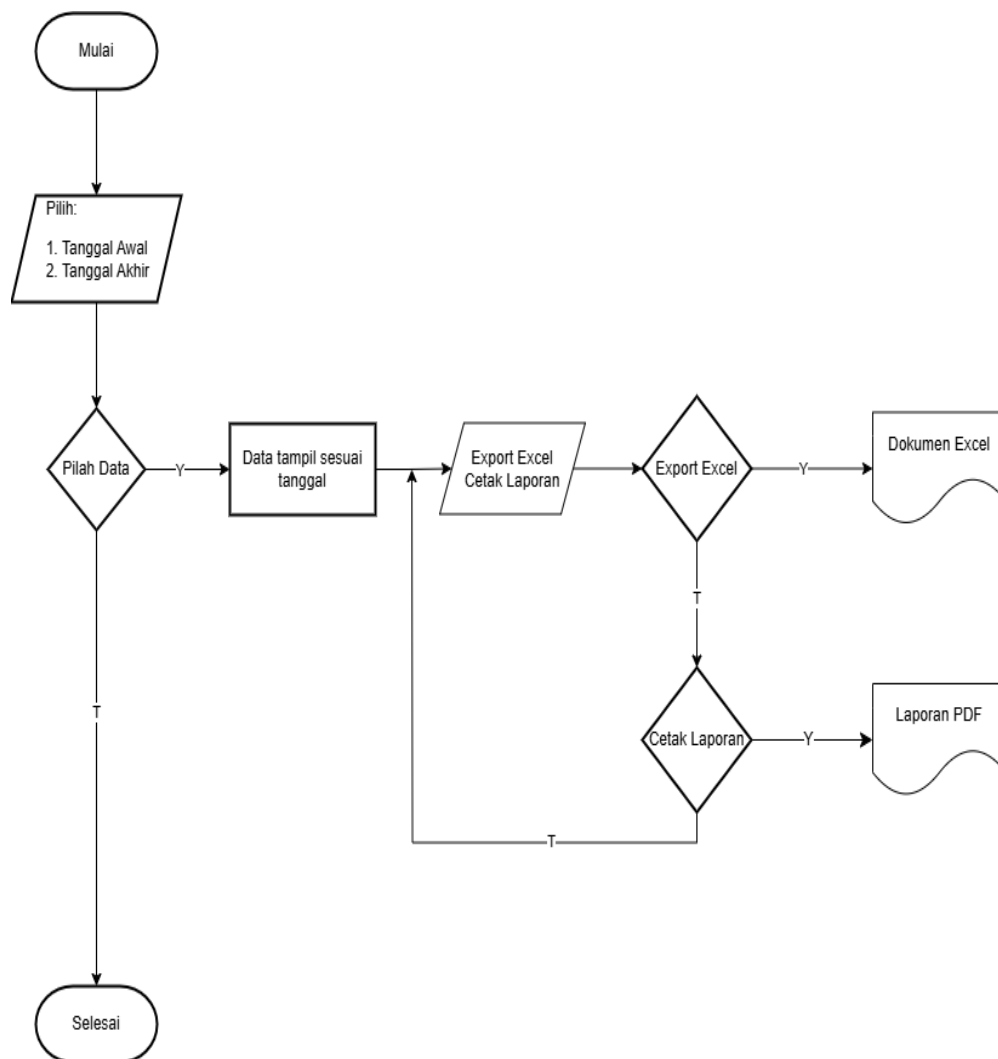 Mulai
Pilih:
1. Tanggal Awal
2. Tanggal Akhir
Pilah Data
Y
Data tampil sesuai
tanggal
Export Excel
Cetak Laporan
Export Excel
Y
Dokumen Excel
T
Cetak Laporan
Y
Laporan PDF
T
T
Selesai